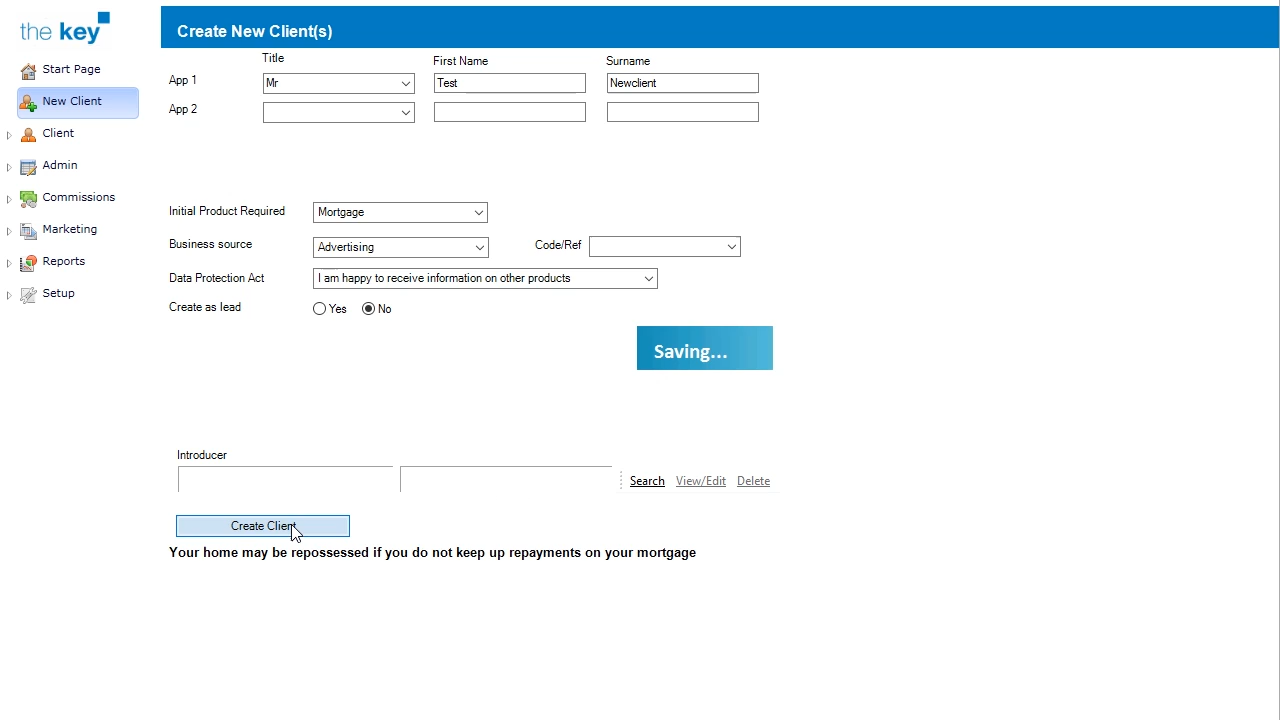 the key
Start Page
New Client
Client
Admin
Commissions
Marketing
Reports
Setup
Create New Client(s)
Title First Name Surname
App 1 Mr Test Newclient
App 2
Initial Product Required Mortgage
Business source Advertising Code/Ref
Data Protection Act I am happy to receive information on other products
Create as lead Yes No
Saving...
Introducer
Search View/Edit Delete
Create Client
Your home may be repossessed if you do not keep up repayments on your mortgage